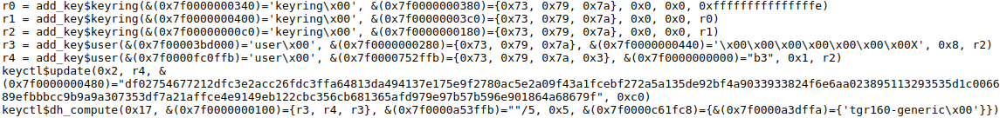 r0 = add_key$keyring(&(0x7f0000000340)='keyring\x00', &(0x7f0000000380)={0x73, 0x79, 0x7a}, 0x0, 0x0, 0xfffffffffffffffe)
r1 = add_key$keyring(&(0x7f0000000400)='keyring\x00', &(0x7f00000003c0)={0x73, 0x79, 0x7a}, 0x0, 0x0, r0)
r2 = add_key$keyring(&(0x7f00000000c0)='keyring\x00', &(0x7f0000000180)={0x73, 0x79, 0x7a}, 0x0, 0x0, r1)
r3 = add_key$user(&(0x7f00003bd000)='user\x00', &(0x7f0000000280)={0x73, 0x79, 0x7a}, &(0x7f0000000440)='\x00\x00\x00\x00\x00\x00\x00X', 0x8, r2)
r4 = add_key$user(&(0x7f0000fc0ffb)='user\x00', &(0x7f0000752ffb)={0x73, 0x79, 0x7a, 0x3}, &(0x7f0000000000)="b3", 0x1, r2)
keyctl$update(0x2, r4, &
(0x7f0000000480)="df02754677212dfc3e2acc26fdc3ffa64813da494137e175e9f2780ac5e2a09f43a1fcebf272a5a135de92bf4a9033933824f6e6aa023895113293535d1c0066
89efbbbcc9b9a9a307353df7a21affce4e9149eb122cbc356cb681365afd979e97b57b596e901864a68679f", 0xc0)
keyctl$dh_compute(0x17, &(0x7f0000000100)={r3, r4, r3}, &(0x7f0000a53ffb)=""/5, 0x5, &(0x7f0000c61fc8)={&(0x7f0000a3dffa)={'tgr160-generic\x00'}})